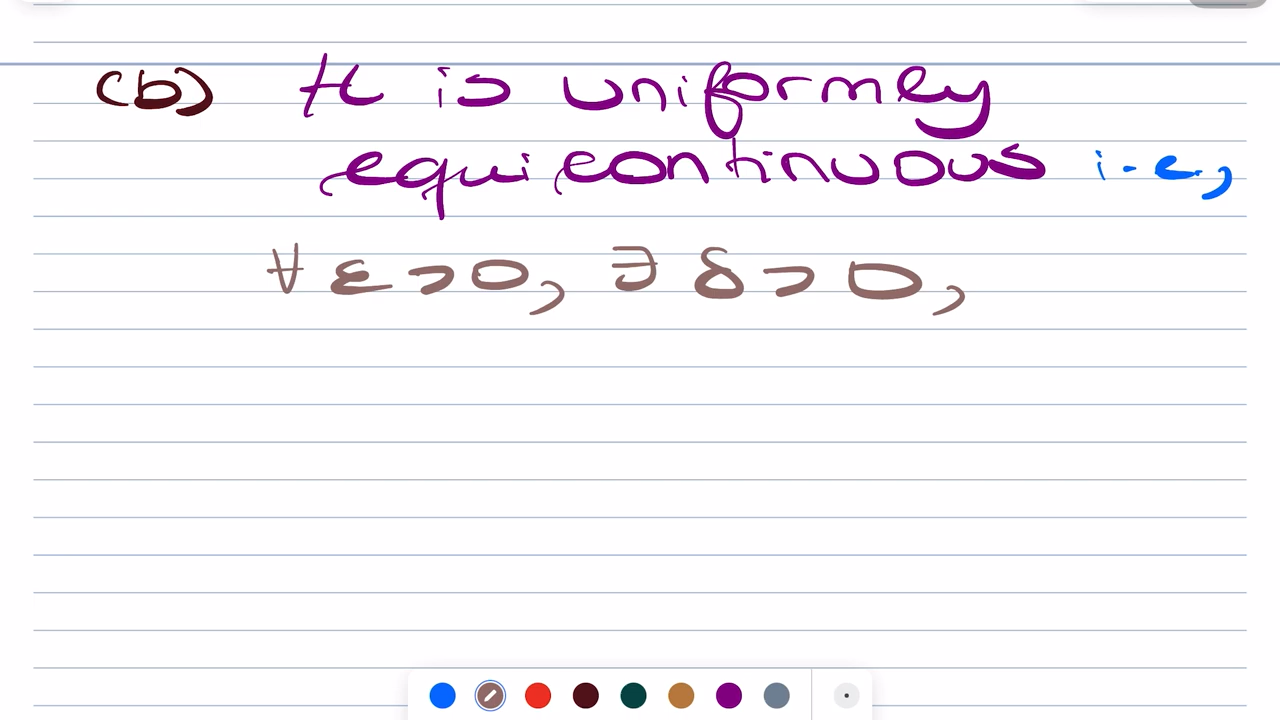 (b) H is uniformly
equicontinuous i.e.,
∀ ε > 0, ∃ δ > 0,